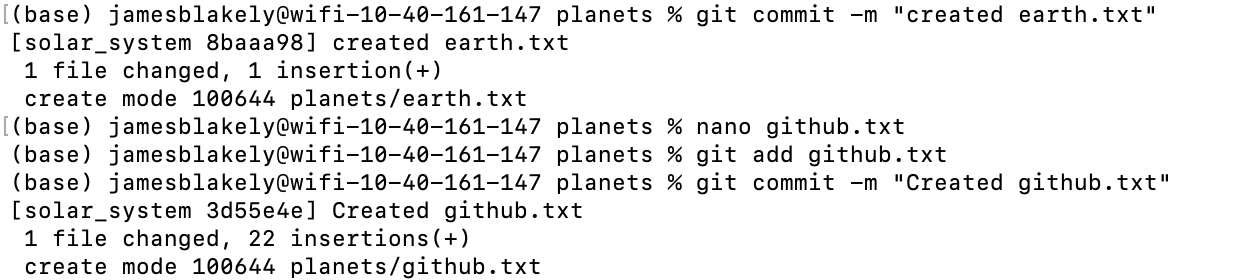 (base) jamesblakely@wifi-10-40-161-147 planets % git commit -m "created earth.txt"
[solar_system 8baaa98] created earth.txt
 1 file changed, 1 insertion(+)
 create mode 100644 planets/earth.txt
(base) jamesblakely@wifi-10-40-161-147 planets % nano github.txt
(base) jamesblakely@wifi-10-40-161-147 planets % git add github.txt
(base) jamesblakely@wifi-10-40-161-147 planets % git commit -m "Created github.txt"
[solar_system 3d55e4e] Created github.txt
 1 file changed, 22 insertions(+)
 create mode 100644 planets/github.txt